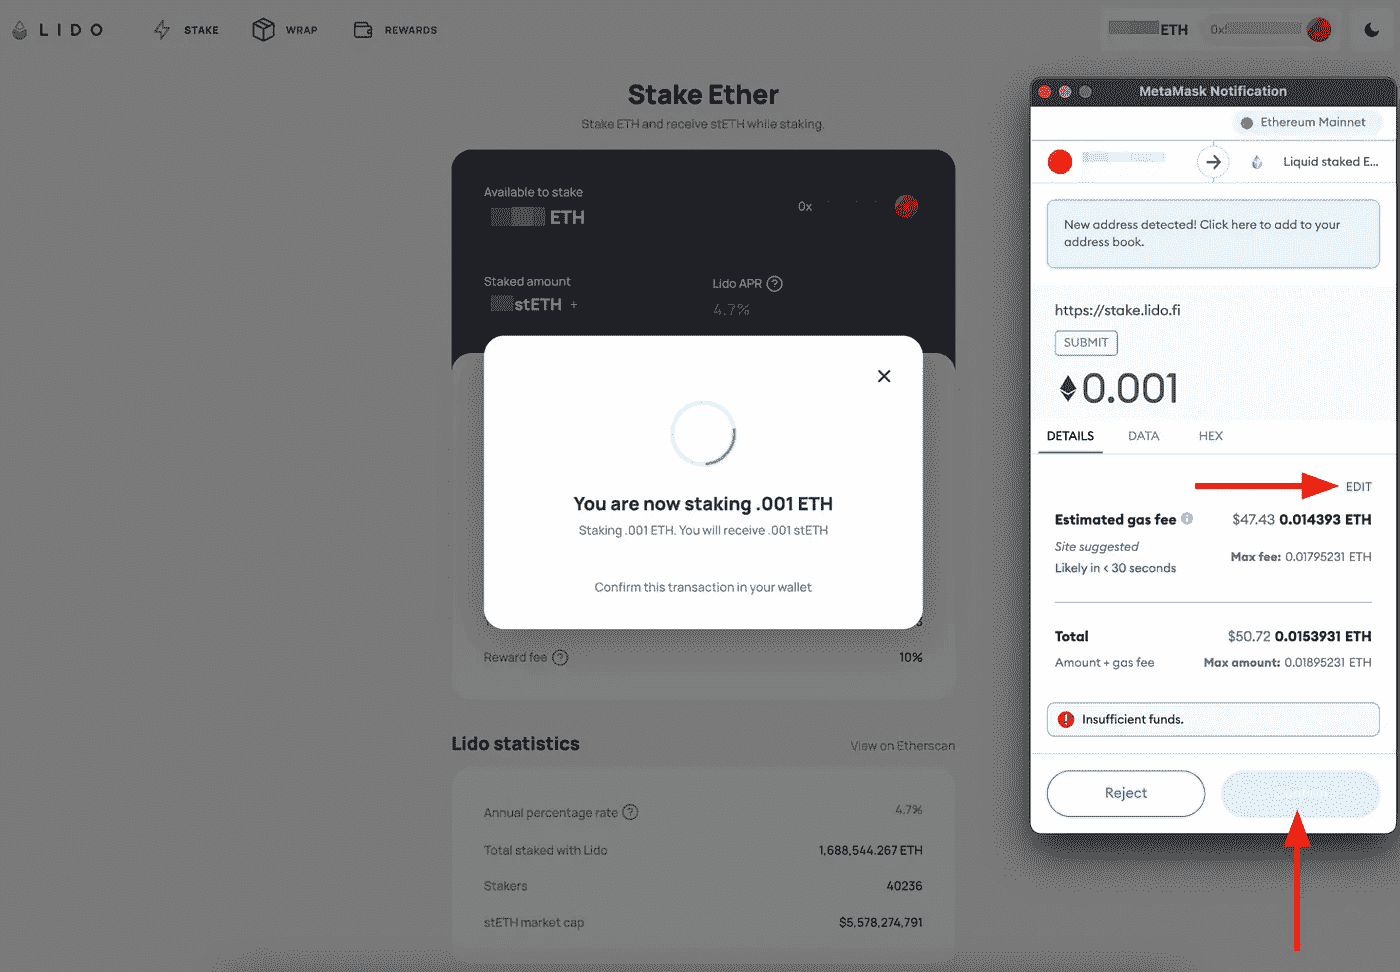 LIDO
STAKE
WRAP
REWARDS
ETH
0x
Stake Ether
Stake ETH and receive stETH while staking.
Available to stake
ETH
0x
Staked amount
stETH +
Lido APR ?
4.7%
You are now staking .001 ETH
Staking .001 ETH. You will receive .001 stETH
Confirm this transaction in your wallet
Reward fee ? 10%
Lido statistics
View on Etherscan
Annual percentage rate ? 4.7%
Total staked with Lido 1,688,544.267 ETH
Stakers 40236
stETH market cap $5,578,274,791
MetaMask Notification
Ethereum Mainnet
Liquid staked E...
New address detected! Click here to add to your
address book.
https://stake.lido.fi
SUBMIT
0.001
DETAILS DATA HEX
EDIT
Estimated gas fee $47.43 0.014393 ETH
Site suggested
Max fee: 0.01795231 ETH
Likely in < 30 seconds
Total $50.72 0.0153931 ETH
Amount + gas fee Max amount: 0.01895231 ETH
! Insufficient funds.
Reject